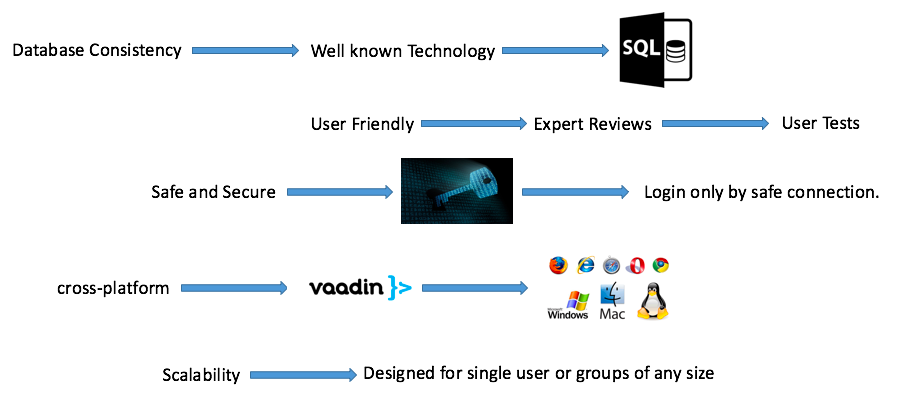 Database Consistency Well known Technology SQL
User Friendly Expert Reviews User Tests
Safe and Secure Login only by safe connection.
cross-platform vaadin }>
Windows Mac
Scalability Designed for single user or groups of any size